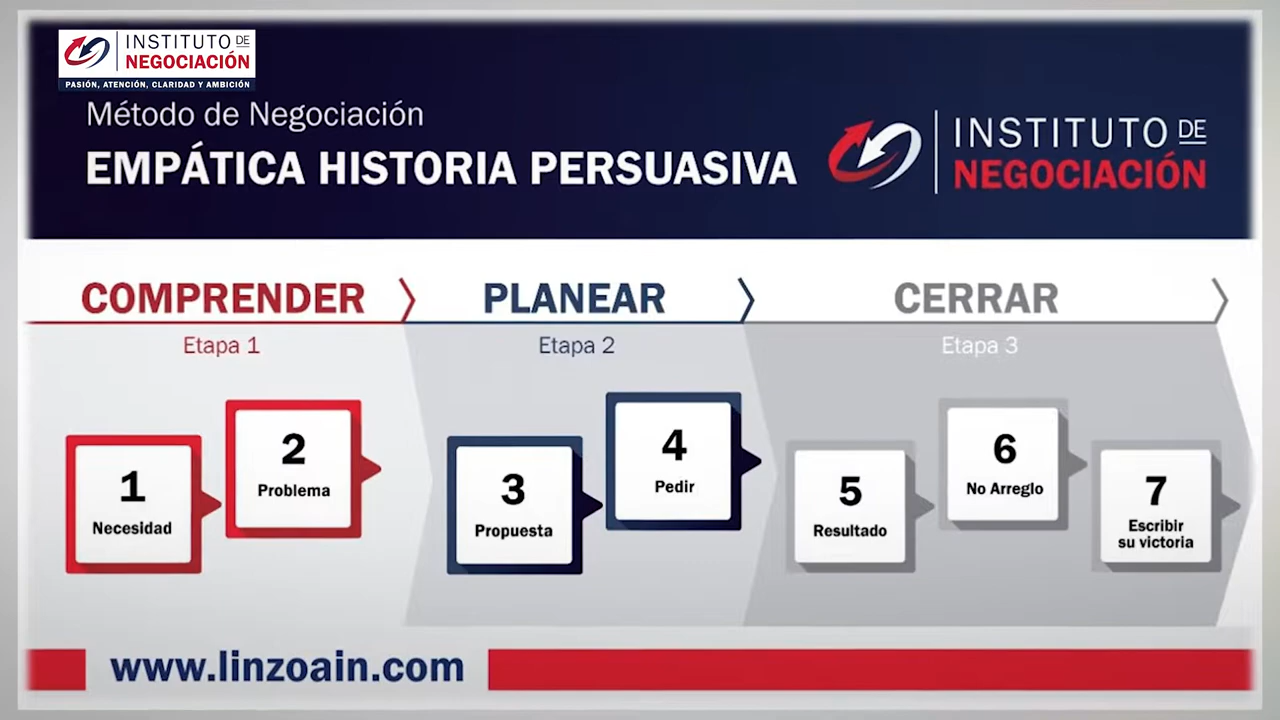 INSTITUTO DE
NEGOCIACIÓN
PASIÓN, ATENCIÓN, CLARIDAD Y AMBICIÓN
Método de Negociación
EMPÁTICA HISTORIA PERSUASIVA
INSTITUTO DE
NEGOCIACIÓN
COMPRENDER
Etapa 1
PLANEAR
Etapa 2
CERRAR
Etapa 3
1
Necesidad
2
Problema
3
Propuesta
4
Pedir
5
Resultado
6
No Arreglo
7
Escribir
su victoria
www.linzoain.com